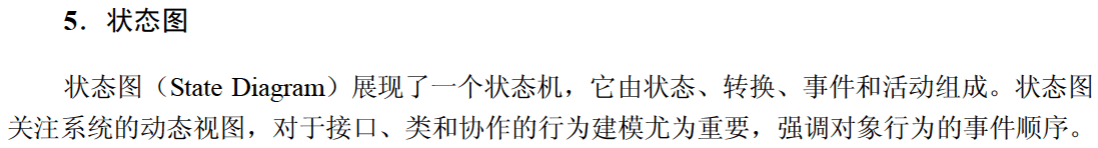 5．状态图
状态图（State Diagram）展现了一个状态机，它由状态、转换、事件和活动组成。状态图
关注系统的动态视图，对于接口、类和协作的行为建模尤为重要，强调对象行为的事件顺序。